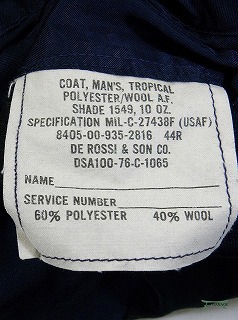 COAT, MAN'S, TROPICAL
POLYESTER/WOOL A.F.
SHADE 1549, 10 OZ.
SPECIFICATION MIL-C-27438F (USAF)
8405-00-935-2816 44R
DE ROSSI & SON CO.
DSA100-76-C-1065
NAME
SERVICE NUMBER
60% POLYESTER 40% WOOL